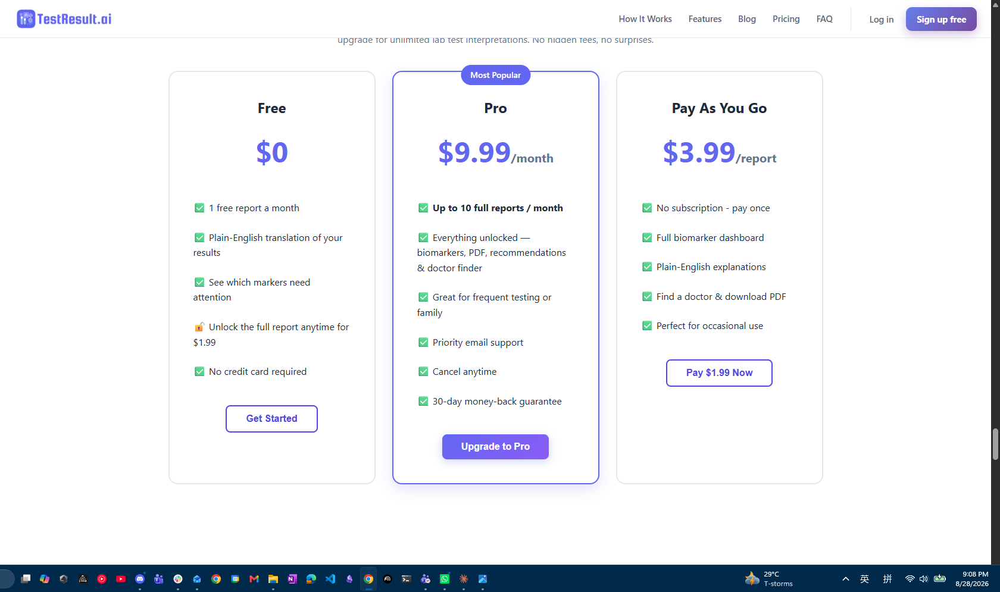 TestResult.ai
How It Works
Features
Blog
Pricing
FAQ
Log in
Sign up free
upgrade for unlimited lab test interpretations. No hidden fees, no surprises.
Free
$0
1 free report a month
Plain-English translation of your
results
See which markers need
attention
Unlock the full report anytime for
$1.99
No credit card required
Get Started
Most Popular
Pro
$9.99/month
Up to 10 full reports / month
Everything unlocked —
biomarkers, PDF, recommendations
& doctor finder
Great for frequent testing or
family
Priority email support
Cancel anytime
30-day money-back guarantee
Upgrade to Pro
Pay As You Go
$3.99/report
No subscription - pay once
Full biomarker dashboard
Plain-English explanations
Find a doctor & download PDF
Perfect for occasional use
Pay $1.99 Now
29°C
T-storms
英
拼
9:08 PM
8/28/2026